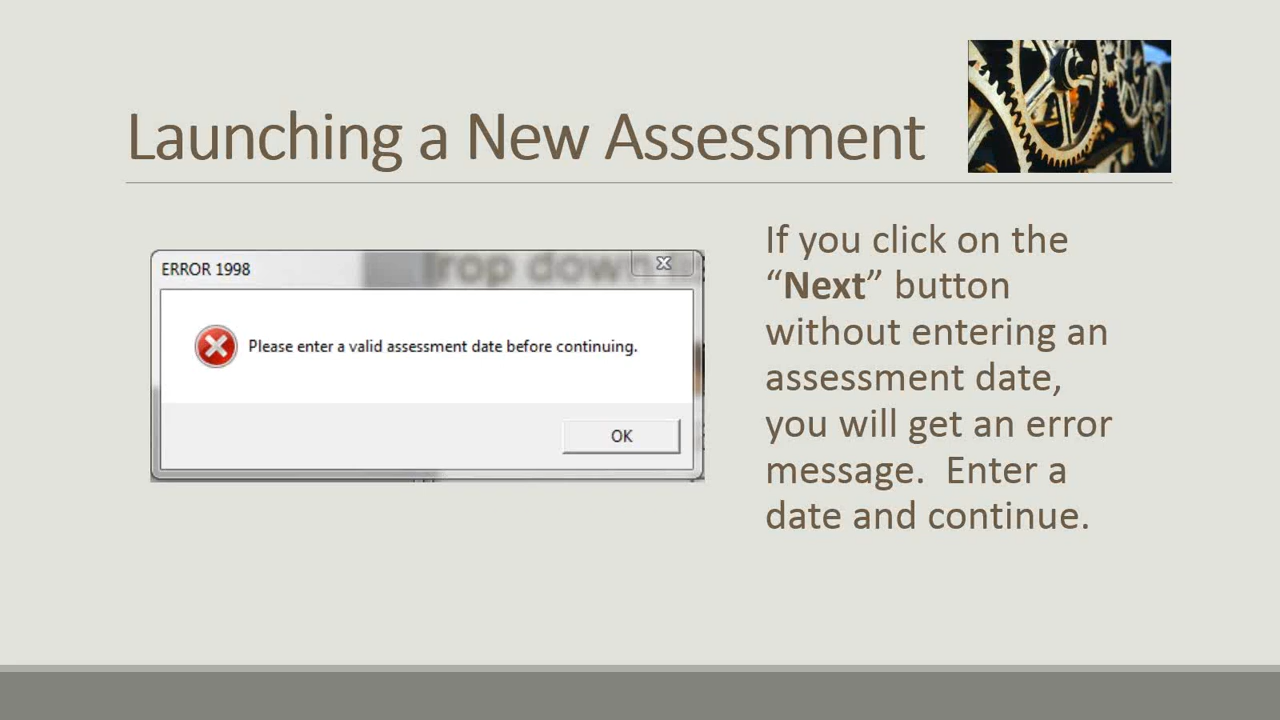 Launching a New Assessment
ERROR 1998
Please enter a valid assessment date before continuing.
OK
If you click on the
“Next” button
without entering an
assessment date,
you will get an error
message.  Enter a
date and continue.